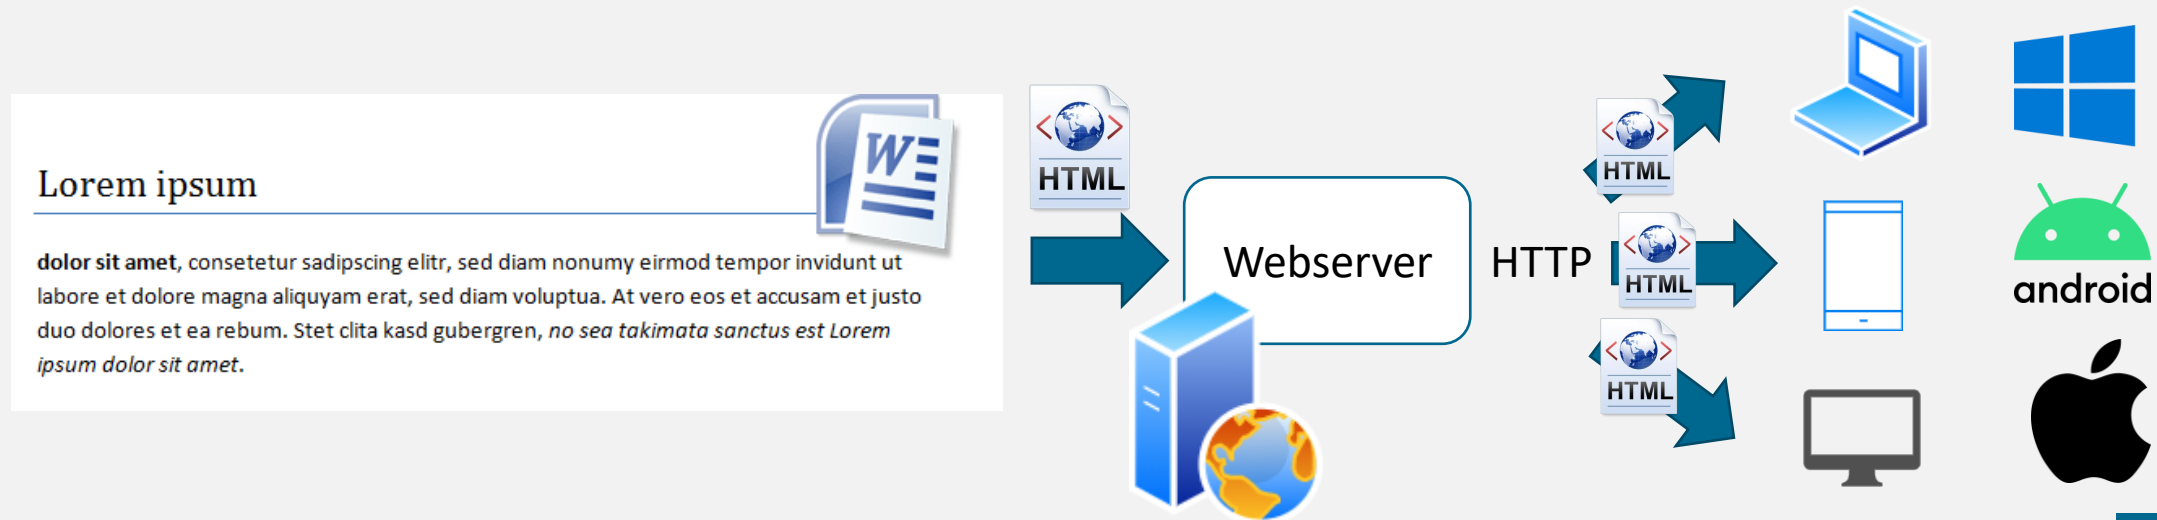 Lorem ipsum
W
dolor sit amet, consetetur sadipscing elitr, sed diam nonumy eirmod tempor invidunt ut
labore et dolore magna aliquyam erat, sed diam voluptua. At vero eos et accusam et justo
duo dolores et ea rebum. Stet clita kasd gubergren, no sea takimata sanctus est Lorem
ipsum dolor sit amet.
< >
HTML
Webserver
HTTP
< >
HTML
< >
HTML
< >
HTML
android